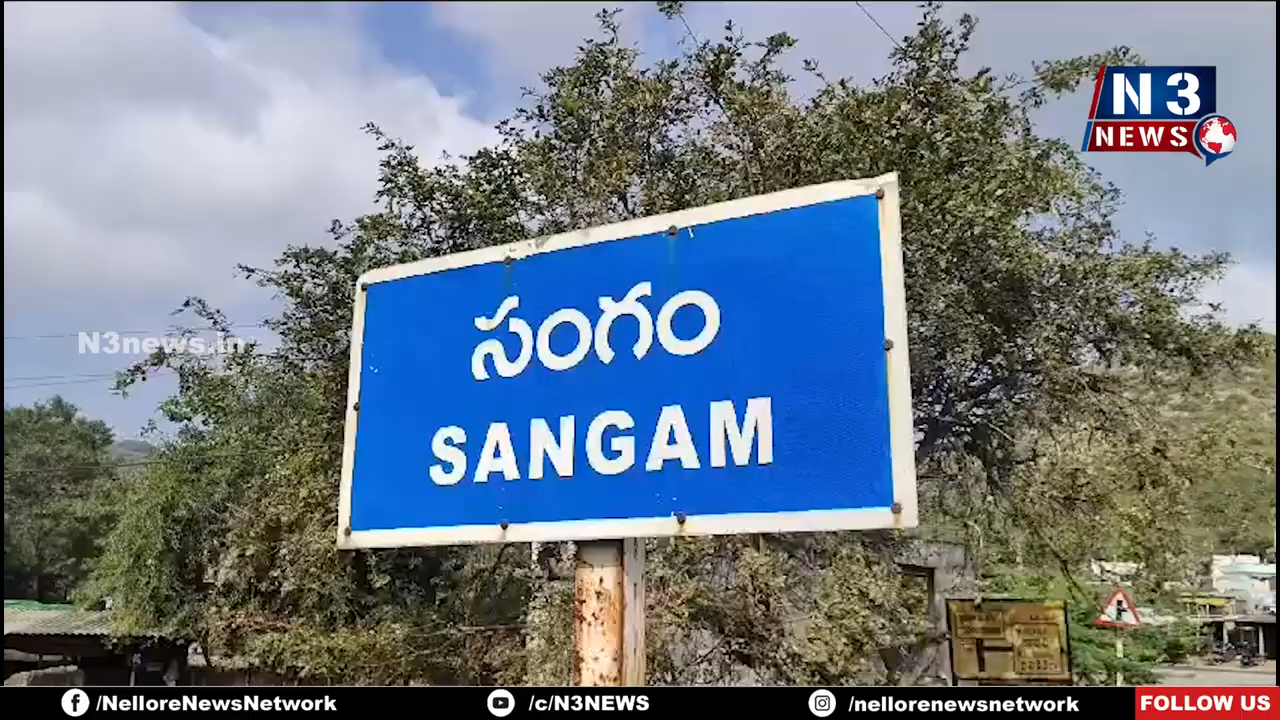 N3
NEWS
N3news.in
సంగం
SANGAM
/NelloreNewsNetwork
/c/N3NEWS
/nellorenewsnetwork
FOLLOW US